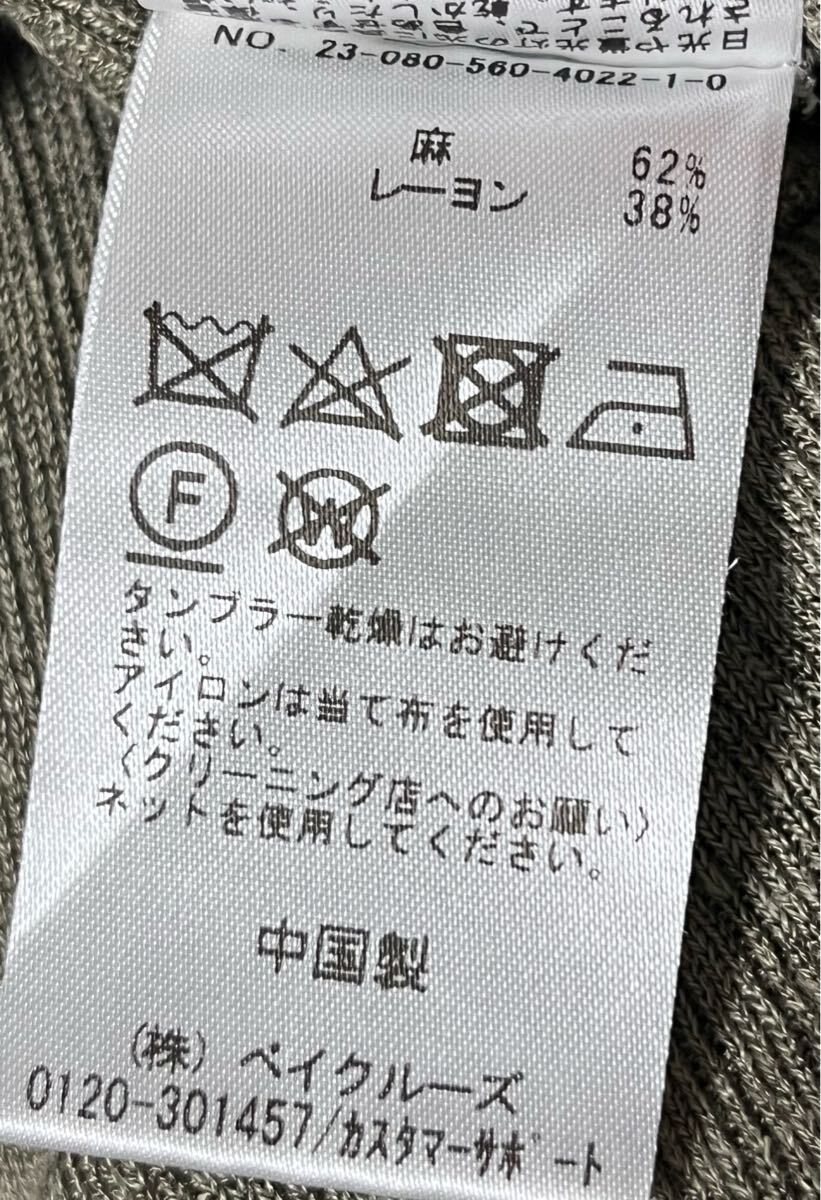 日光や
NO. 23-080-560-4022-1-0
麻 62%
レーヨン 38%
F
W
タンブラー乾燥はお避けくだ
さい。
アイロンは当て布を使用して
ください。
〈クリーニング店へのお願い〉
ネットを使用してください。
中国製
(株) ベイクルーズ
0120-301457/カスタマーサポート